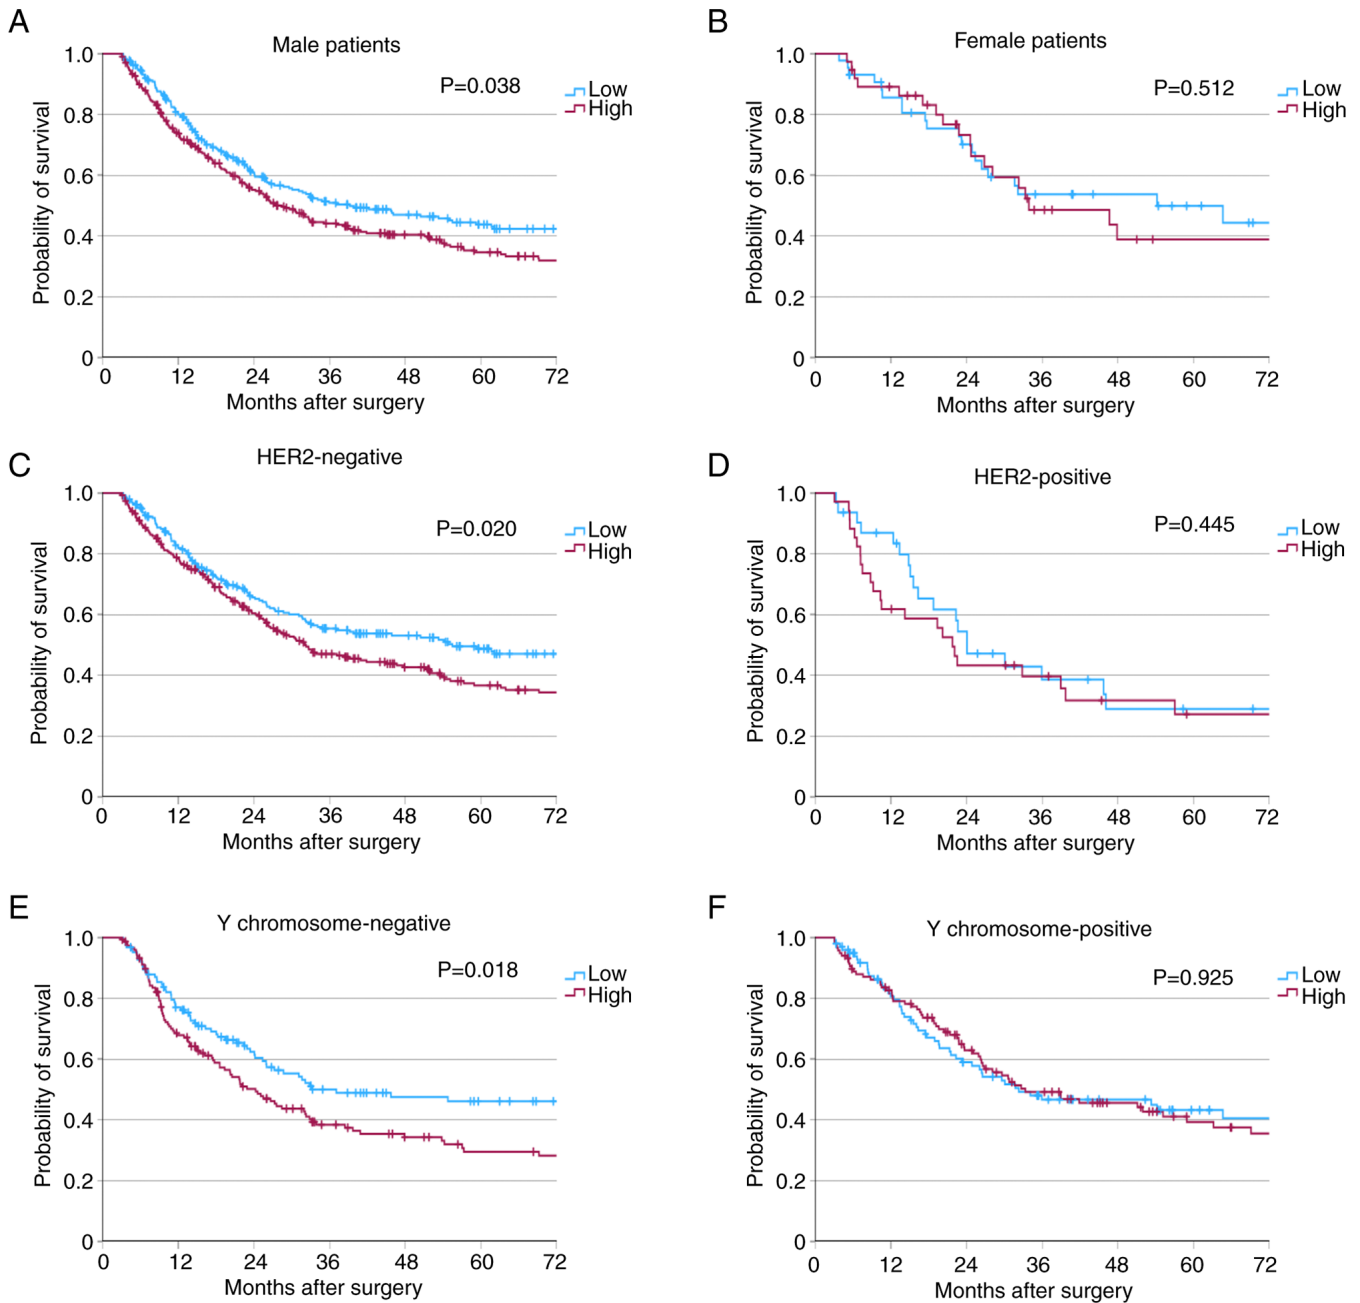 A
Male patients
P=0.038
Low
High
Probability of survival
1.0
0.8
0.6
0.4
0.2
0
0 12 24 36 48 60 72
Months after surgery
B
Female patients
P=0.512
Low
High
Probability of survival
1.0
0.8
0.6
0.4
0.2
0
0 12 24 36 48 60 72
Months after surgery
C
HER2-negative
P=0.020
Low
High
Probability of survival
1.0
0.8
0.6
0.4
0.2
0
0 12 24 36 48 60 72
Months after surgery
D
HER2-positive
P=0.445
Low
High
Probability of survival
1.0
0.8
0.6
0.4
0.2
0
0 12 24 36 48 60 72
Months after surgery
E
Y chromosome-negative
P=0.018
Low
High
Probability of survival
1.0
0.8
0.6
0.4
0.2
0
0 12 24 36 48 60 72
Months after surgery
F
Y chromosome-positive
P=0.925
Low
High
Probability of survival
1.0
0.8
0.6
0.4
0.2
0
0 12 24 36 48 60 72
Months after surgery